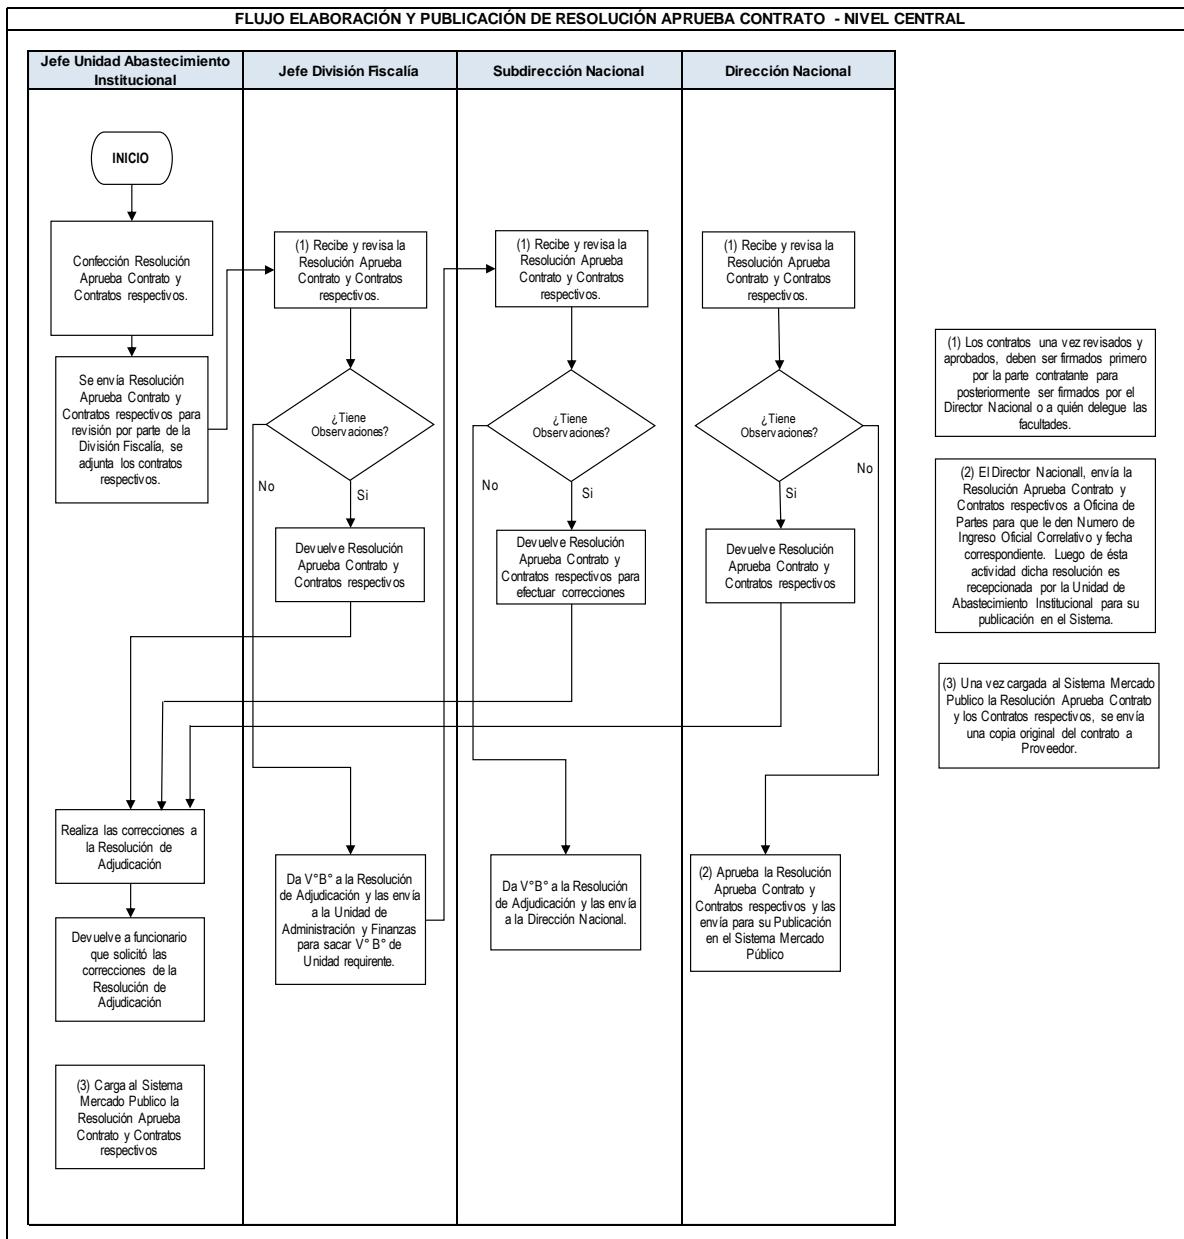 FLUJO ELABORACIÓN Y PUBLICACIÓN DE RESOLUCIÓN APRUEBA CONTRATO - NIVEL CENTRAL
Jefe Unidad Abastecimiento
Institucional
Jefe División Fiscalía
Subdirección Nacional
Dirección Nacional
INICIO
Confección Resolución
Aprueba Contrato y
Contratos respectivos.
Se envía Resolución
Aprueba Contrato y
Contratos respectivos para
revisión por parte de la
División Fiscalía, se
adjunta los contratos
respectivos.
(1) Recibe y revisa la
Resolución Aprueba
Contrato y Contratos
respectivos.
¿Tiene
Observaciones?
No
Si
Devuelve Resolución
Aprueba Contrato y
Contratos respectivos
(1) Recibe y revisa la
Resolución Aprueba
Contrato y Contratos
respectivos.
¿Tiene
Observaciones?
No
Si
Devuelve Resolución
Aprueba Contrato y
Contratos respectivos para
efectuar correcciones
(1) Recibe y revisa la
Resolución Aprueba
Contrato y Contratos
respectivos.
¿Tiene
Observaciones?
No
Si
Devuelve Resolución
Aprueba Contrato y
Contratos respectivos
Realiza las correcciones a
la Resolución de
Adjudicación
Devuelve a funcionario
que solicitó las
correcciones de la
Resolución de
Adjudicación
(3) Carga al Sistema
Mercado Publico la
Resolución Aprueba
Contrato y Contratos
respectivos
Da V°B° a la Resolución
de Adjudicación y las envía
a la Unidad de
Administración y Finanzas
para sacar V° B° de
Unidad requirente.
Da V°B° a la Resolución
de Adjudicación y las envía
a la Dirección Nacional.
(2) Aprueba la Resolución
Aprueba Contrato y
Contratos respectivos y las
envía para su Publicación
en el Sistema Mercado
Público
(1) Los contratos una vez revisados y
aprobados, deben ser firmados primero
por la parte contratante para
posteriormente ser firmados por el
Director Nacional o a quién delegue las
facultades.
(2) El Director Nacionall, envía la
Resolución Aprueba Contrato y
Contratos respectivos a Oficina de
Partes para que le den Numero de
Ingreso Oficial Correlativo y fecha
correspondiente. Luego de ésta
actividad dicha resolución es
recepcionada por la Unidad de
Abastecimiento Institucional para su
publicación en el Sistema.
(3) Una vez cargada al Sistema Mercado
Publico la Resolución Aprueba Contrato
y los Contratos respectivos, se envía
una copia original del contrato a
Proveedor.